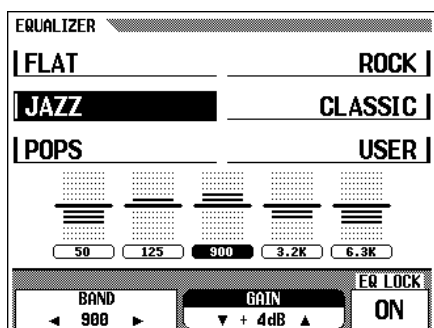 EQUALIZER
FLAT ROCK
JAZZ CLASSIC
POPS USER
50 125 900 3.2K 6.3K
EQ LOCK
BAND GAIN ON
◄ 900 ► ▼ + 4dB ▲